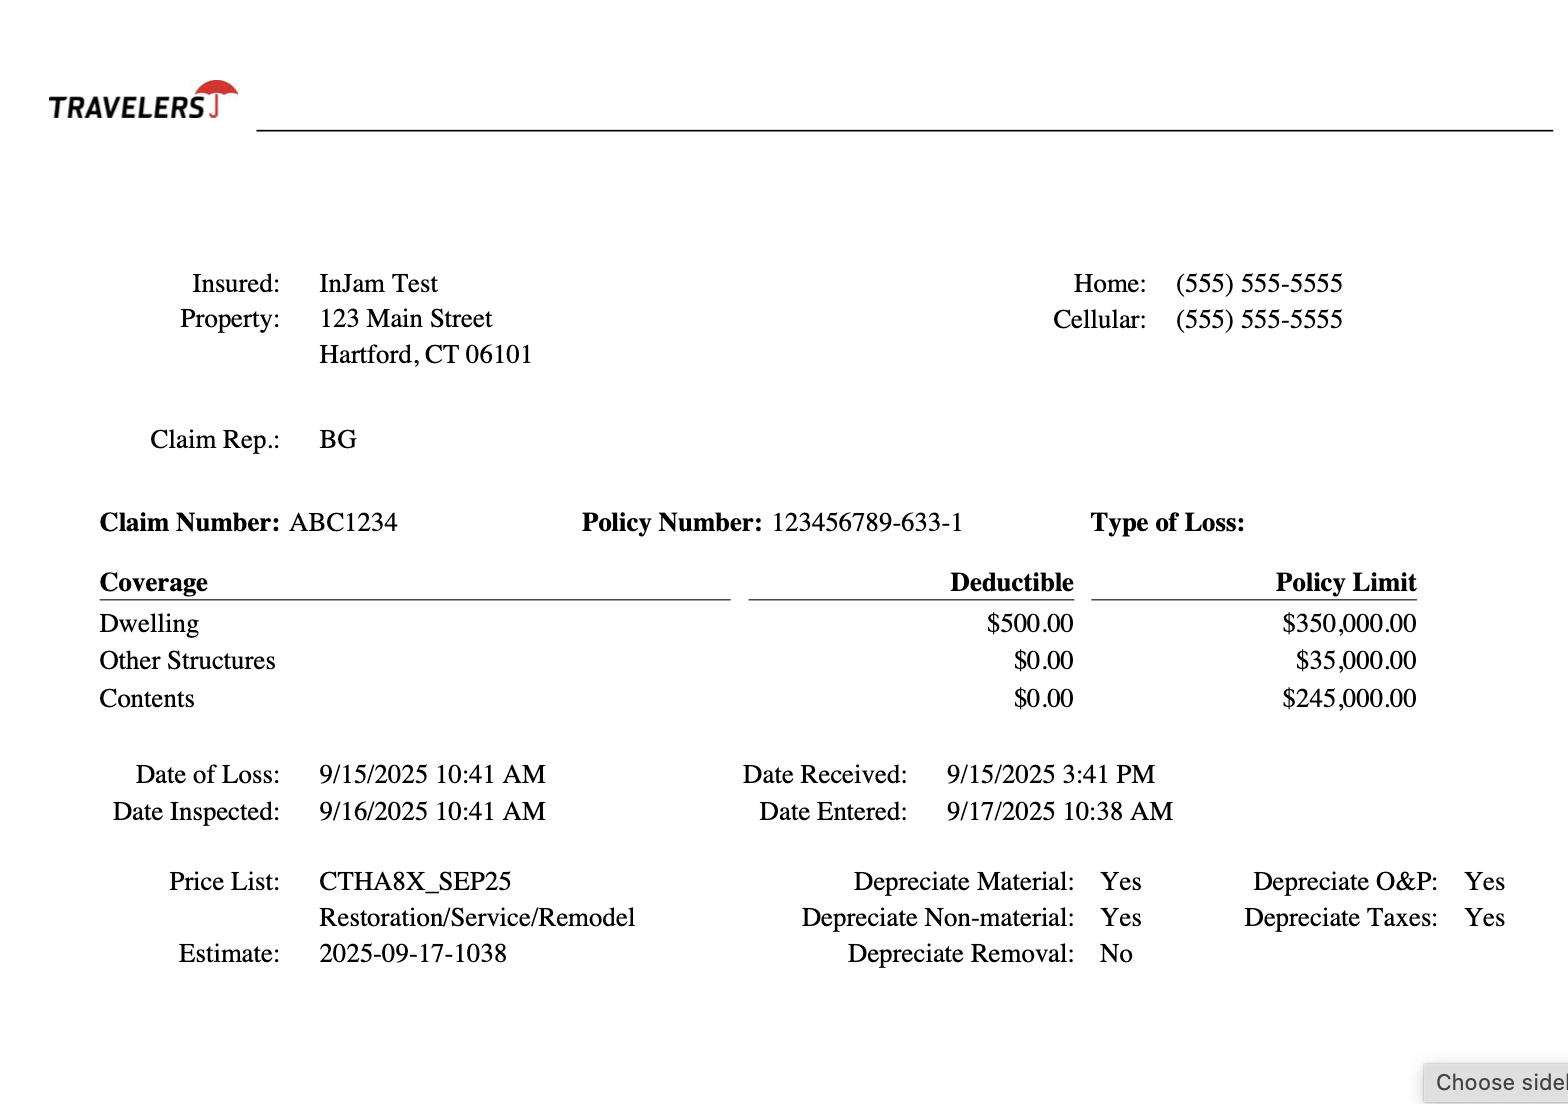 TRAVELERS
Insured: InJam Test Home: (555) 555-5555
Property: 123 Main Street Cellular: (555) 555-5555
Hartford, CT 06101
Claim Rep.: BG
Claim Number: ABC1234 Policy Number: 123456789-633-1 Type of Loss:
Coverage Deductible Policy Limit
Dwelling $500.00 $350,000.00
Other Structures $0.00 $35,000.00
Contents $0.00 $245,000.00
Date of Loss: 9/15/2025 10:41 AM Date Received: 9/15/2025 3:41 PM
Date Inspected: 9/16/2025 10:41 AM Date Entered: 9/17/2025 10:38 AM
Price List: CTHA8X_SEP25 Depreciate Material: Yes Depreciate O&P: Yes
Restoration/Service/Remodel Depreciate Non-material: Yes Depreciate Taxes: Yes
Estimate: 2025-09-17-1038 Depreciate Removal: No
Choose